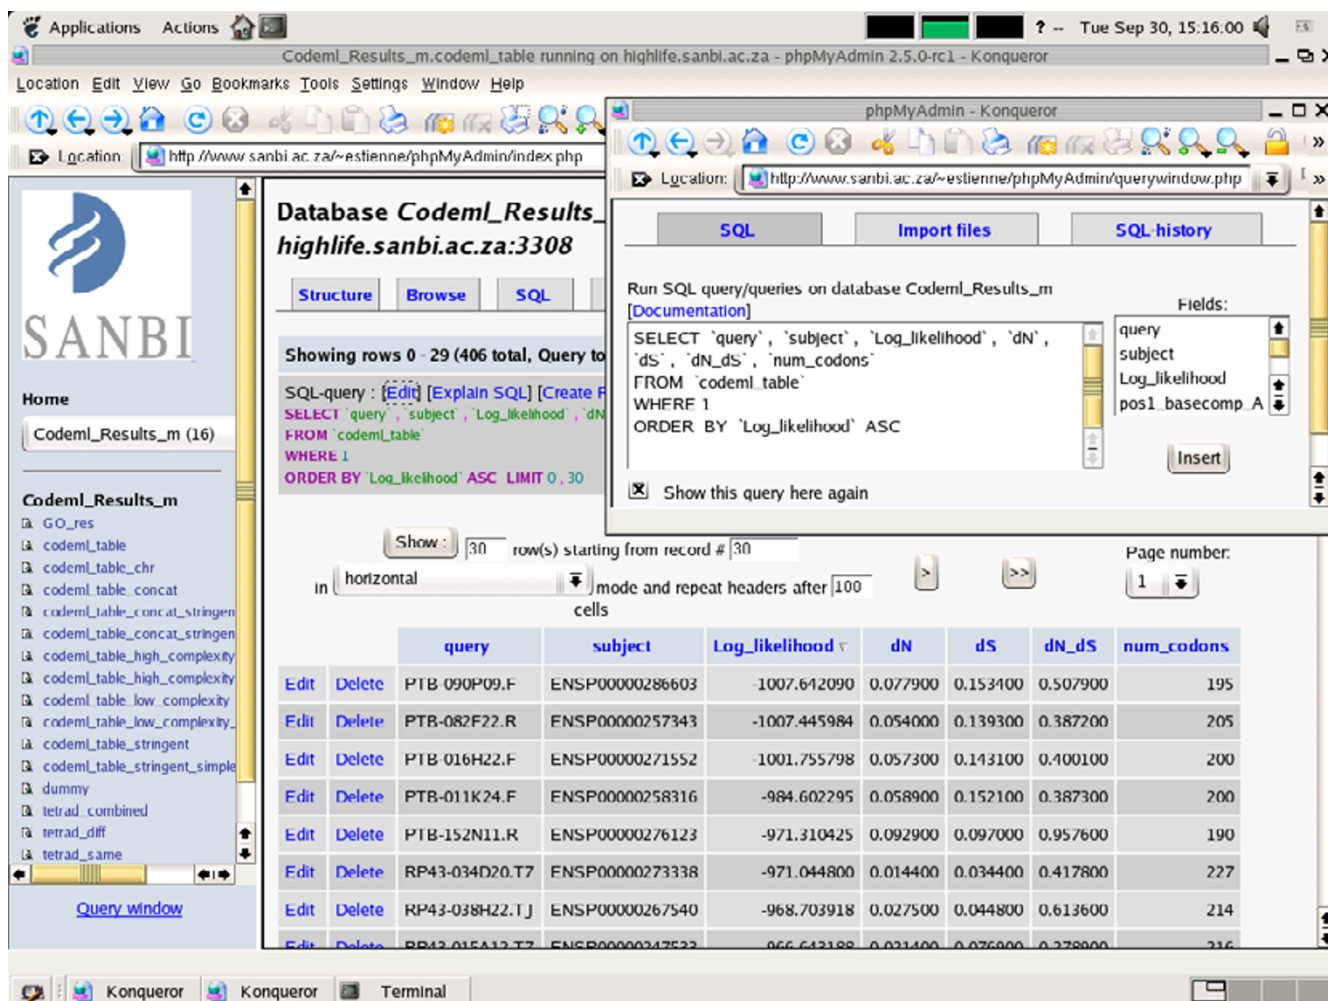 Applications Actions ? -- Tue Sep 30, 15:16:00
Codeml_Results_m.codeml_table running on highlife.sanbi.ac.za - phpMyAdmin 2.5.0-rc1 - Konqueror
Location Edit View Go Bookmarks Tools Settings Window Help
Location: http://www.sanbi.ac.za/~estienne/phpMyAdmin/index.php
SANBI
Home
Codeml_Results_m (16)
Codeml_Results_m
GO_res
codeml_table
codeml_table_chr
codeml_table_concat
codeml_table_concat_stringen
codeml_table_concat_stringen
codeml_table_high_complexity
codeml_table_high_complexity
codeml_table_low_complexity
codeml_table_low_complexity_
codeml_table_stringent
codeml_table_stringent_simple
dummy
tetrad_combined
tetrad_diff
tetrad_same
Query window
Database Codeml_Results_
highlife.sanbi.ac.za:3308
Structure Browse SQL
Showing rows 0 - 29 (406 total, Query to
SQL-query : [Edit] [Explain SQL] [Create P
SELECT `query` , `subject` , `Log_likelihood` , `dN
FROM `codeml_table`
WHERE 1
ORDER BY `Log_likelihood` ASC LIMIT 0 , 30
phpMyAdmin - Konqueror
Location: http://www.sanbi.ac.za/~estienne/phpMyAdmin/querywindow.php
SQL Import files SQL-history
Run SQL query/queries on database Codeml_Results_m
[Documentation]
SELECT `query` , `subject` , `Log_likelihood` , `dN` ,
`dS` , `dN_dS` , `num_codons`
FROM `codeml_table`
WHERE 1
ORDER BY `Log_likelihood` ASC
Fields:
query
subject
Log_likelihood
pos1_basecomp_A
Insert
Show this query here again
Show : 30 row(s) starting from record # 30
in horizontal mode and repeat headers after 100
cells
> >>
Page number:
1
query subject Log_likelihood dN dS dN_dS num_codons
Edit Delete PTB-090P09.F ENSP00000286603 -1007.642090 0.077900 0.153400 0.507900 195
Edit Delete PTB-082F22.R ENSP00000257343 -1007.445984 0.054000 0.139300 0.387200 205
Edit Delete PTB-016H22.F ENSP00000271552 -1001.755798 0.057300 0.143100 0.400100 200
Edit Delete PTB-011K24.F ENSP00000258316 -984.602295 0.058900 0.152100 0.387300 200
Edit Delete PTB-152N11.R ENSP00000276123 -971.310425 0.092900 0.097000 0.957600 190
Edit Delete RP43-034D20.T7 ENSP00000273338 -971.044800 0.014400 0.034400 0.417800 227
Edit Delete RP43-038H22.TJ ENSP00000267540 -968.703918 0.027500 0.044800 0.613600 214
Edit Delete RP43-015A12.T7 ENSP00000247533 -966.643188 0.021400 0.076900 0.278900 216
Konqueror Konqueror Terminal